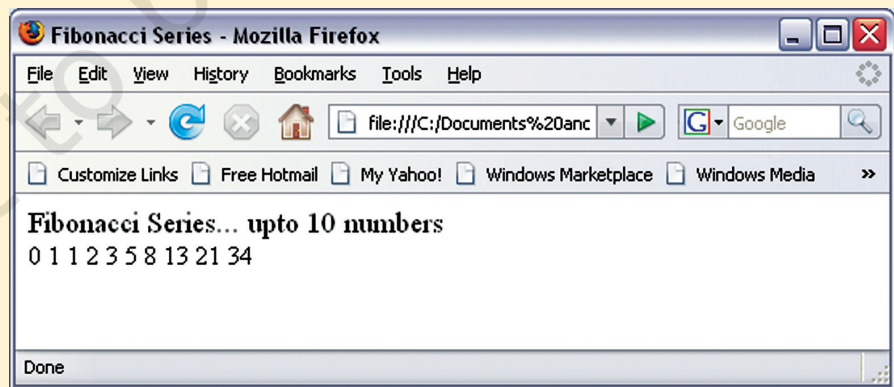 Fibonacci Series - Mozilla Firefox
File Edit View History Bookmarks Tools Help
file:///C:/Documents%20anc G Google
Customize Links Free Hotmail My Yahoo! Windows Marketplace Windows Media »
Fibonacci Series... upto 10 numbers
0 1 1 2 3 5 8 13 21 34
Done
to